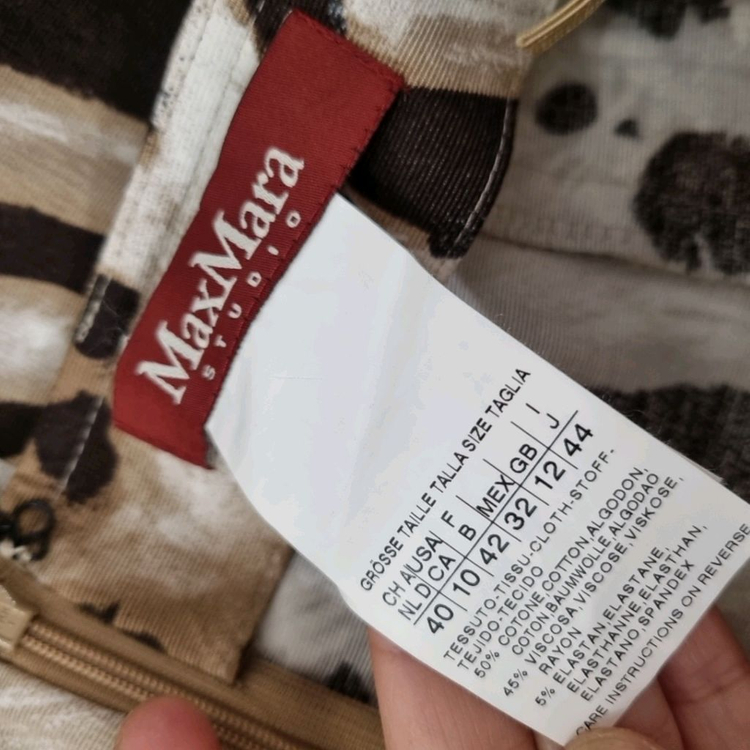 MaxMara
STUDIO
GRÖSSE TAILLE TALLA SIZE TAGLIA
CH A USA F MEX GB I
NL D CA B J
40 10 42 32 12 44
TESSUTO-TISSU-CLOTH-STOFF-
TEJIDO-TECIDO
50% COTONE,COTTON,ALGODON,
COTON,BAUMWOLLE,ALGODAO
45% VISCOSA,VISCOSE,VISKOSE,
RAYON
5% ELASTAN,ELASTANE,
ELASTHANNE,ELASTHAN,
ELASTANO,SPANDEX
CARE INSTRUCTIONS ON REVERSE